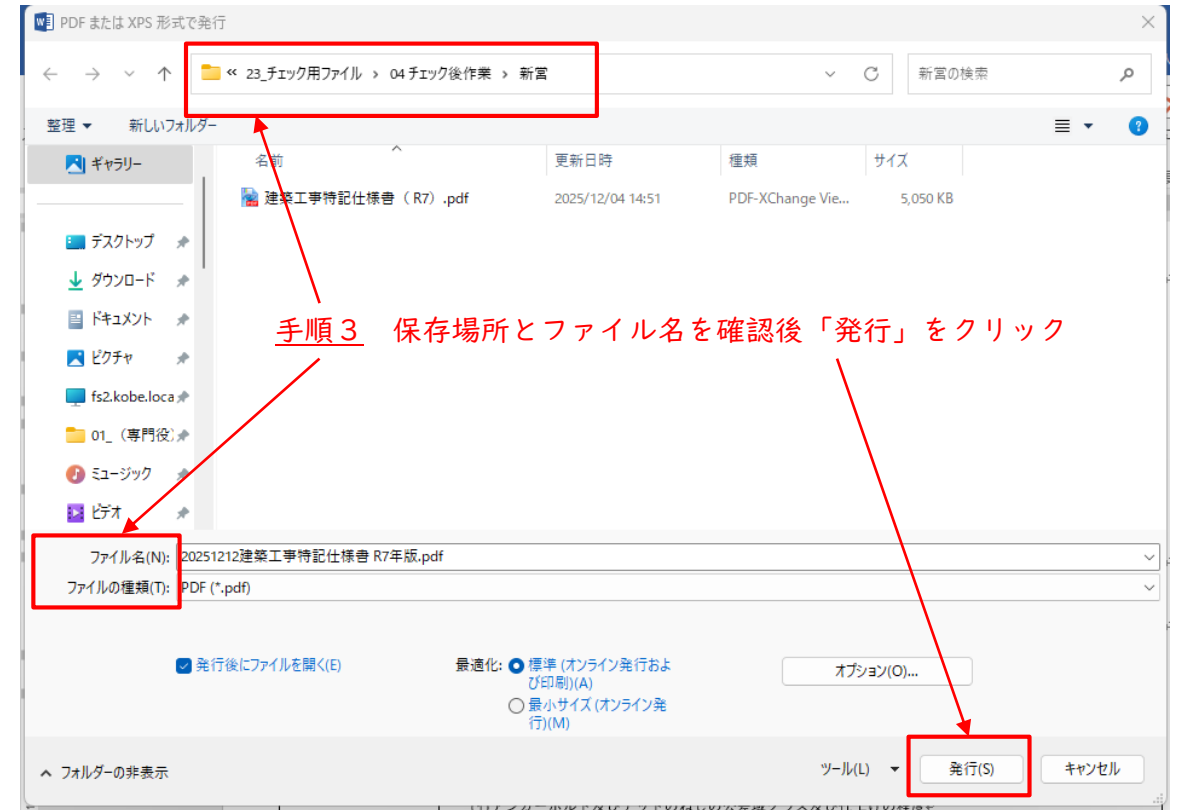 PDF または XPS 形式で発行
« 23_チェック用ファイル › 04 チェック後作業 › 新営
新営の検索
整理 新しいフォルダー
名前 更新日時 種類 サイズ
ギャラリー
建築工事特記仕様書（ R7）.pdf 2025/12/04 14:51 PDF-XChange Vie... 5,050 KB
デスクトップ
ダウンロード
ドキュメント
ピクチャ
fs2.kobe.loca
01_（専門役）
ミュージック
ビデオ
手順３ 保存場所とファイル名を確認後「発行」をクリック
ファイル名(N): 20251212建築工事特記仕様書 R7年版.pdf
ファイルの種類(T): PDF (*.pdf)
発行後にファイルを開く(E)
最適化: 標準 (オンライン発行およ
び印刷)(A)
最小サイズ (オンライン発
行)(M)
オプション(O)...
フォルダーの非表示
ツール(L) 発行(S) キャンセル